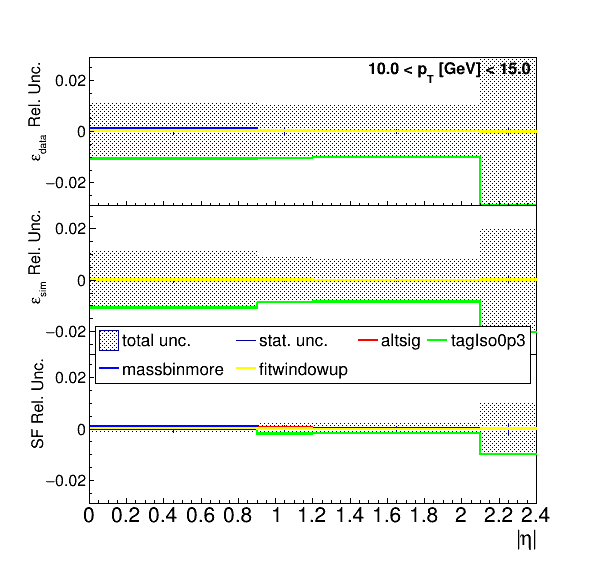 10.0 < p_T [GeV] < 15.0
ε_data Rel. Unc.
0.02
0
−0.02
ε_sim Rel. Unc.
0.02
0
−0.02
total unc. stat. unc. altsig tagIso0p3
massbinmore fitwindowup
SF Rel. Unc.
0.02
0
−0.02
0 0.2 0.4 0.6 0.8 1 1.2 1.4 1.6 1.8 2 2.2 2.4
|η|